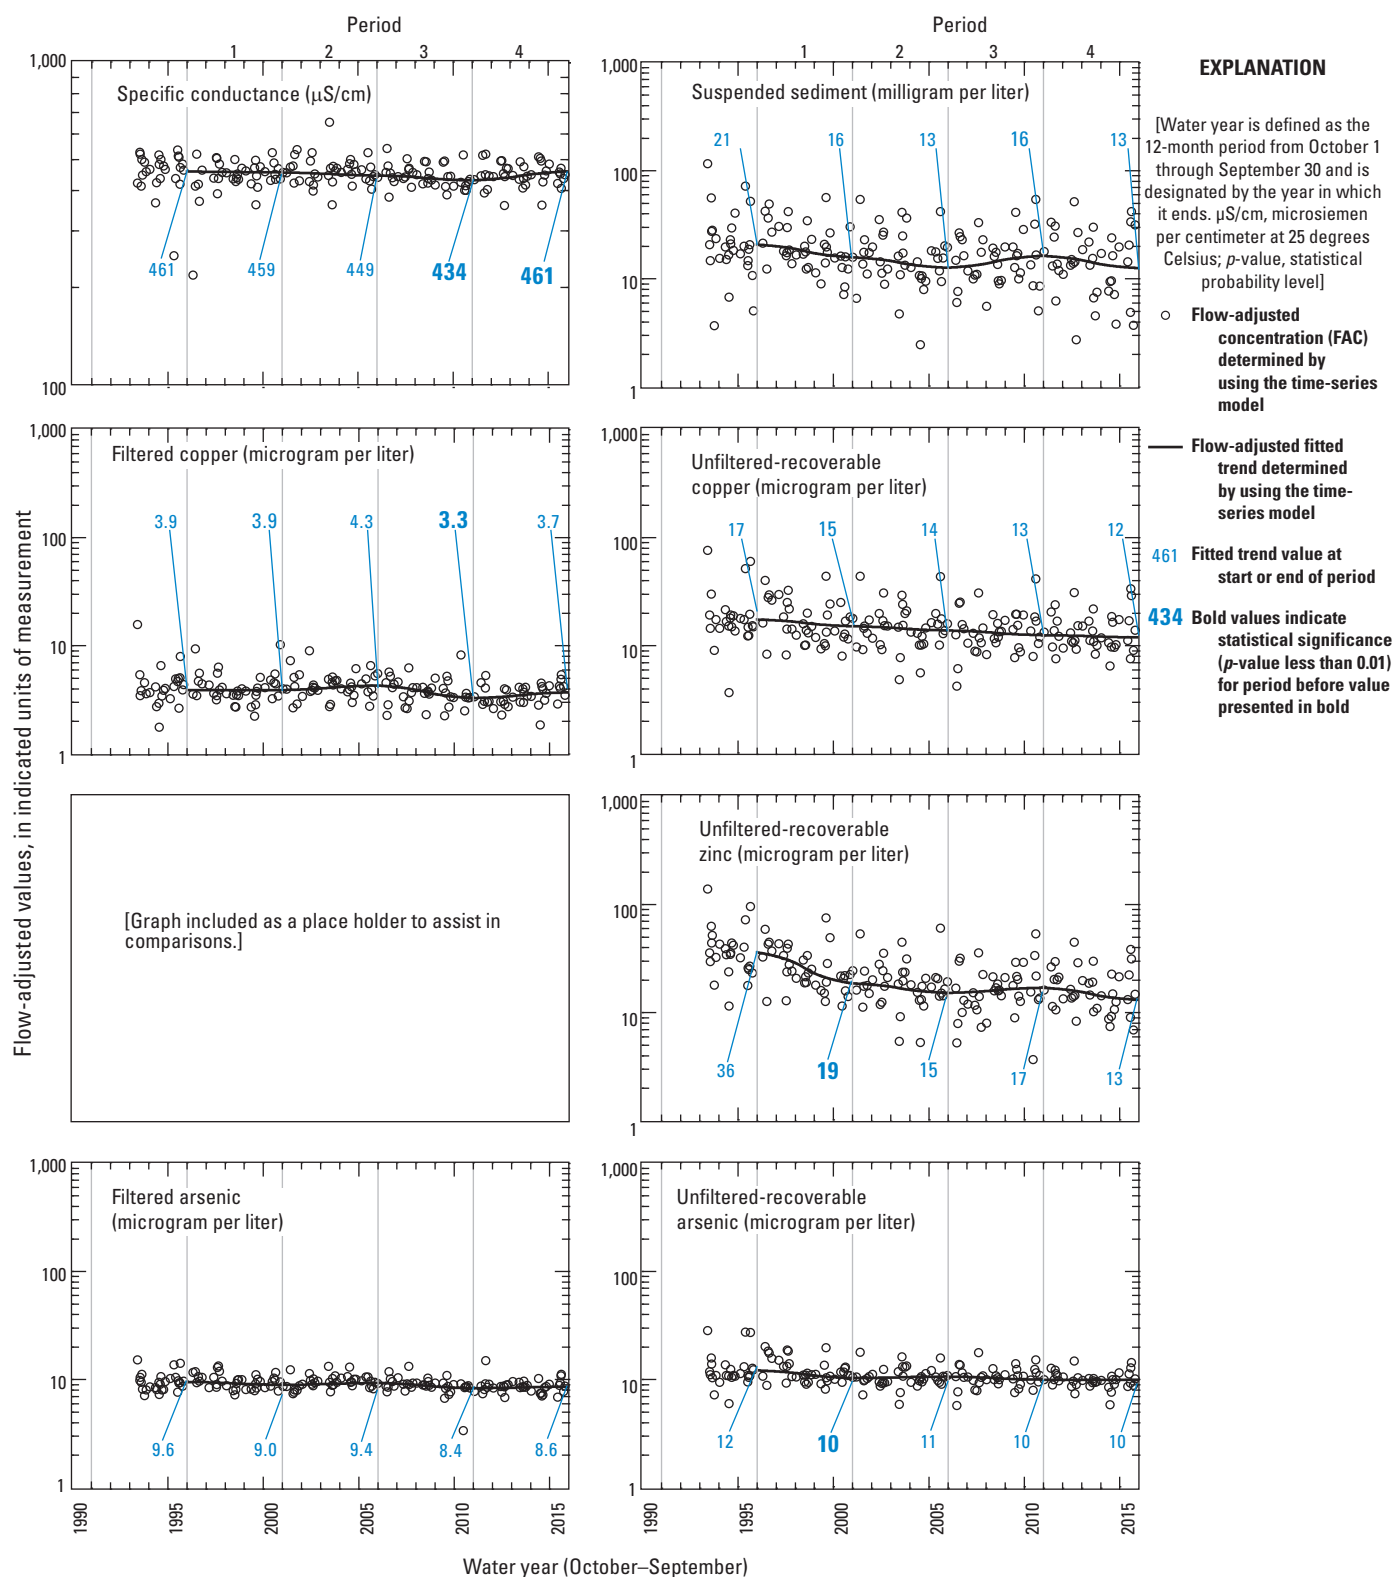 Period
1 2 3 4
1,000
Specific conductance (µS/cm)
461
459
449
434
461
100
Period
1 2 3 4
1,000
Suspended sediment (milligram per liter)
21
16
13
16
13
100
10
1
EXPLANATION
[Water year is defined as the
12-month period from October 1
through September 30 and is
designated by the year in which
it ends. µS/cm, microsiemen
per centimeter at 25 degrees
Celsius; p-value, statistical
probability level]
Flow-adjusted
concentration (FAC)
determined by
using the time-series
model
Flow-adjusted fitted
trend determined
by using the time-
series model
461 Fitted trend value at
start or end of period
434 Bold values indicate
statistical significance
(p-value less than 0.01)
for period before value
presented in bold
Flow-adjusted values, in indicated units of measurement
1,000
Filtered copper (microgram per liter)
3.9
3.9
4.3
3.3
3.7
100
10
1
1,000
Unfiltered-recoverable
copper (microgram per liter)
17
15
14
13
12
100
10
1
[Graph included as a place holder to assist in
comparisons.]
1,000
Unfiltered-recoverable
zinc (microgram per liter)
100
10
36
19
15
17
13
1
1,000
Filtered arsenic
(microgram per liter)
100
10
9.6
9.0
9.4
8.4
8.6
1
1990
1995
2000
2005
2010
2015
1,000
Unfiltered-recoverable
arsenic (microgram per liter)
100
10
12
10
11
10
10
1
1990
1995
2000
2005
2010
2015
Water year (October–September)